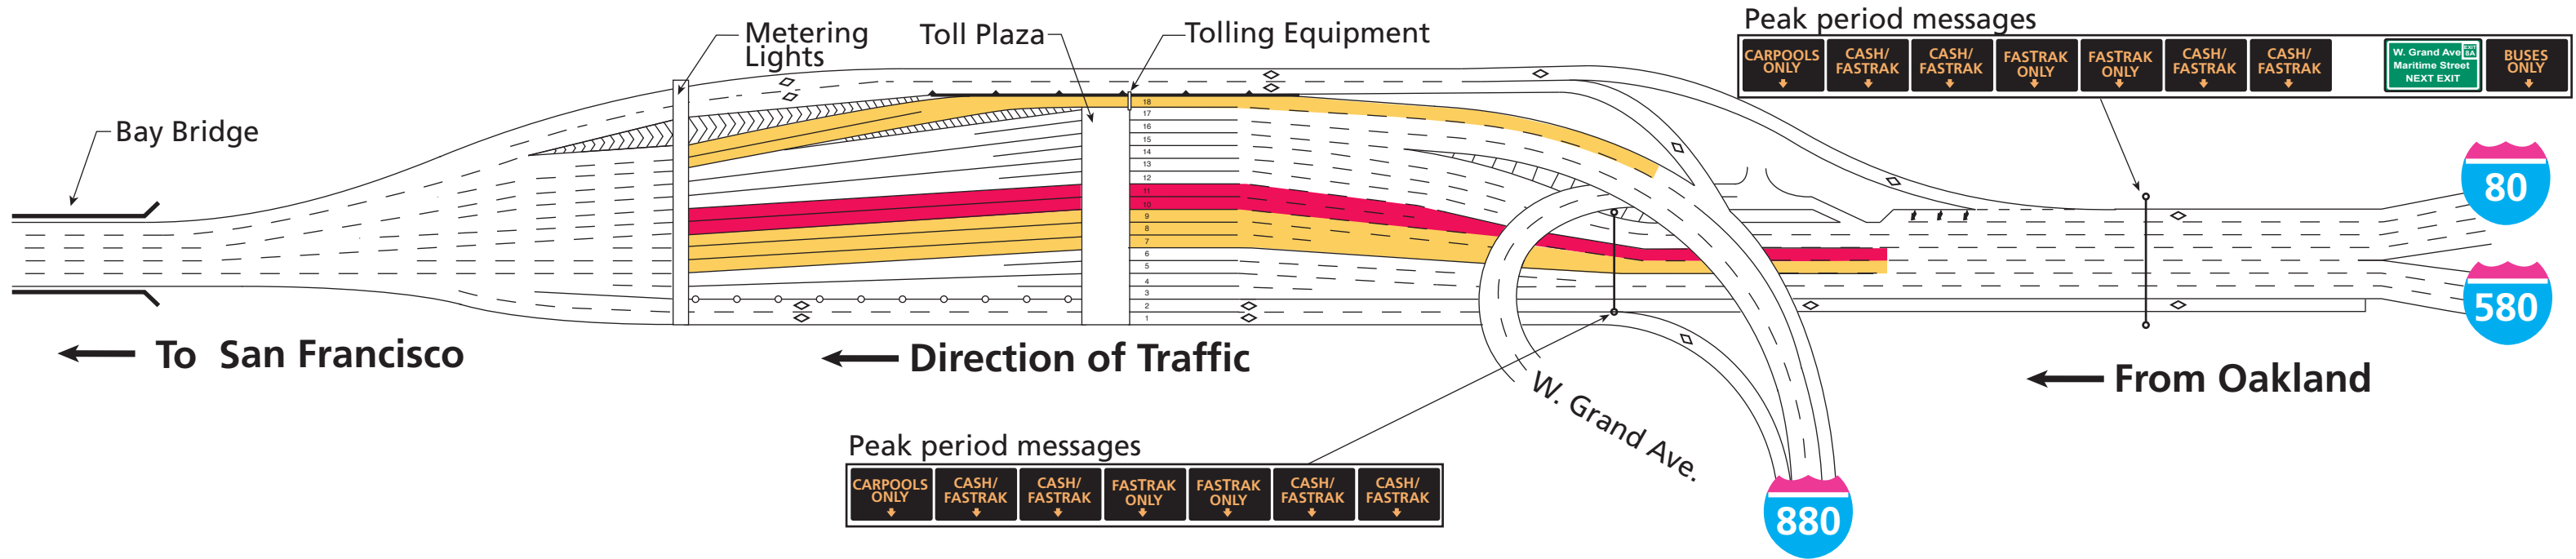 Metering
Lights
Toll Plaza
Tolling Equipment
Peak period messages
CARPOOLS
ONLY
CASH/
FASTRAK
CASH/
FASTRAK
FASTRAK
ONLY
FASTRAK
ONLY
CASH/
FASTRAK
CASH/
FASTRAK
W. Grand Ave
EXIT
8A
Maritime Street
NEXT EXIT
BUSES
ONLY
Bay Bridge
18
17
16
15
14
13
12
11
10
9
8
7
6
5
4
3
2
1
80
580
To San Francisco
Direction of Traffic
From Oakland
W. Grand Ave.
Peak period messages
CARPOOLS
ONLY
CASH/
FASTRAK
CASH/
FASTRAK
FASTRAK
ONLY
FASTRAK
ONLY
CASH/
FASTRAK
CASH/
FASTRAK
880